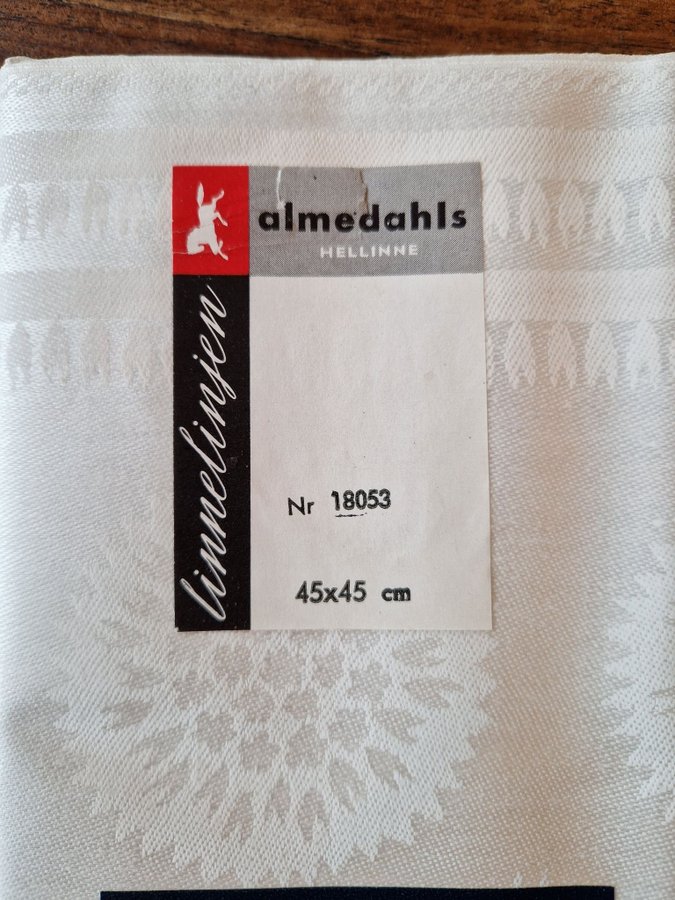 almedahls
HELLINNE
linnelinjen
Nr 18053
45x45 cm